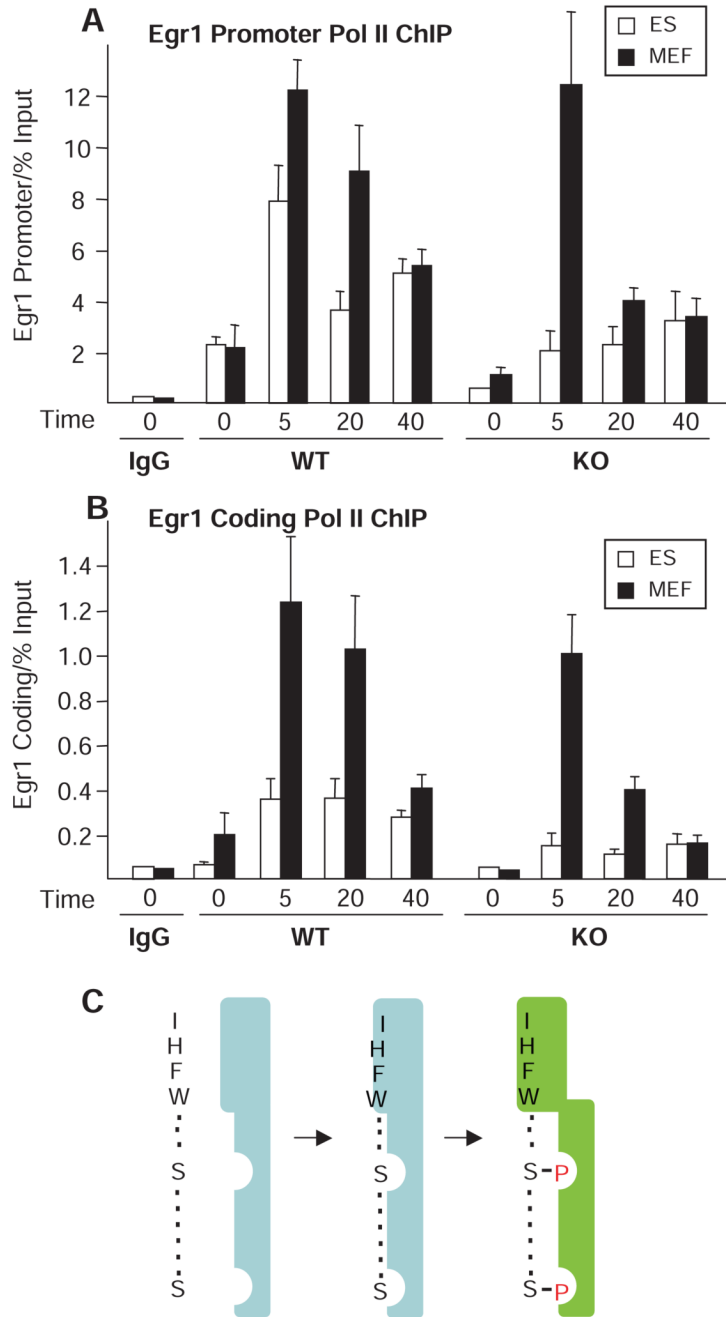 A Egr1 Promoter Pol II ChIP
ES
MEF
Egr1 Promoter/% Input
12
10
8
6
4
2
Time 0 0 5 20 40 0 5 20 40
IgG WT KO
B Egr1 Coding Pol II ChIP
ES
MEF
Egr1 Coding/% Input
1.4
1.2
1.0
0.8
0.6
0.4
0.2
Time 0 0 5 20 40 0 5 20 40
IgG WT KO
C
I I I
H H H
F F F
W W W
S S S P
S S S P